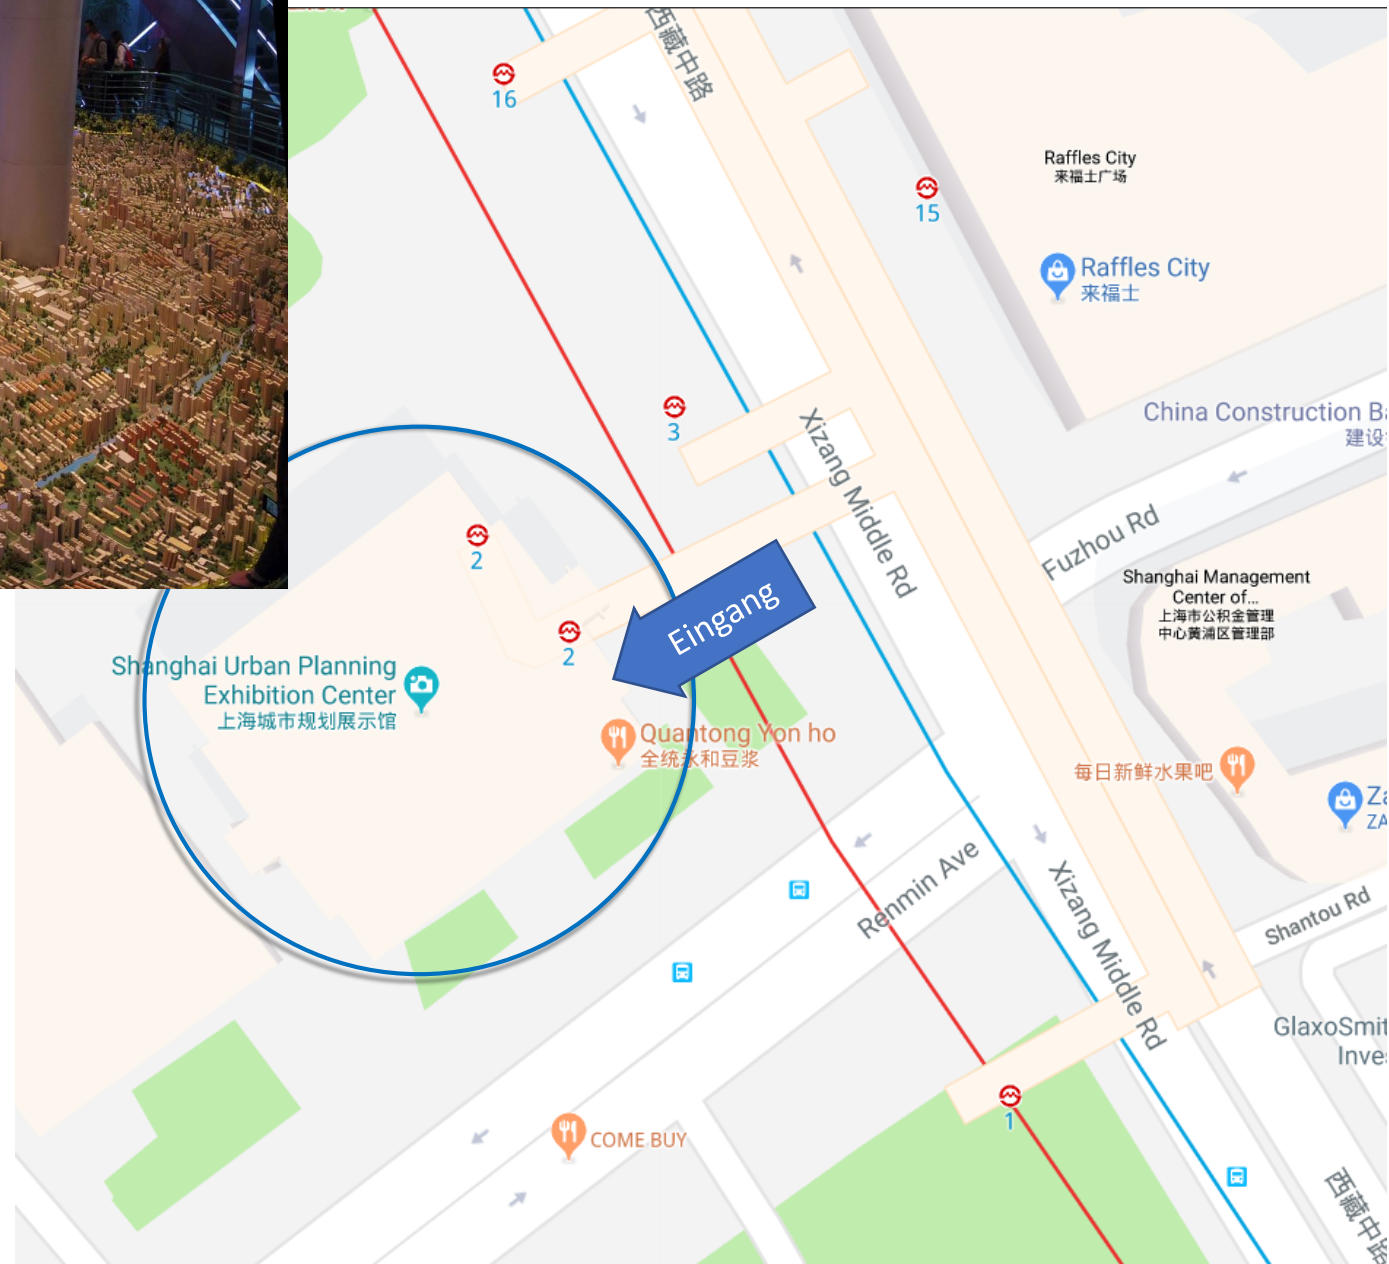 西藏中路
16
15
Raffles City
来福士广场
Raffles City
来福士
3
Xizang Middle Rd
China Construction Ba
建设
Fuzhou Rd
2
Eingang
2
Shanghai Management
Center of...
上海市公积金管理
中心黄浦区管理部
Shanghai Urban Planning
Exhibition Center
上海城市规划展示馆
Quantong Yon ho
全统永和豆浆
每日新鲜水果吧
Za
ZA
Renmin Ave
Xizang Middle Rd
Shantou Rd
GlaxoSmit
Inves
1
COME BUY
西藏中路